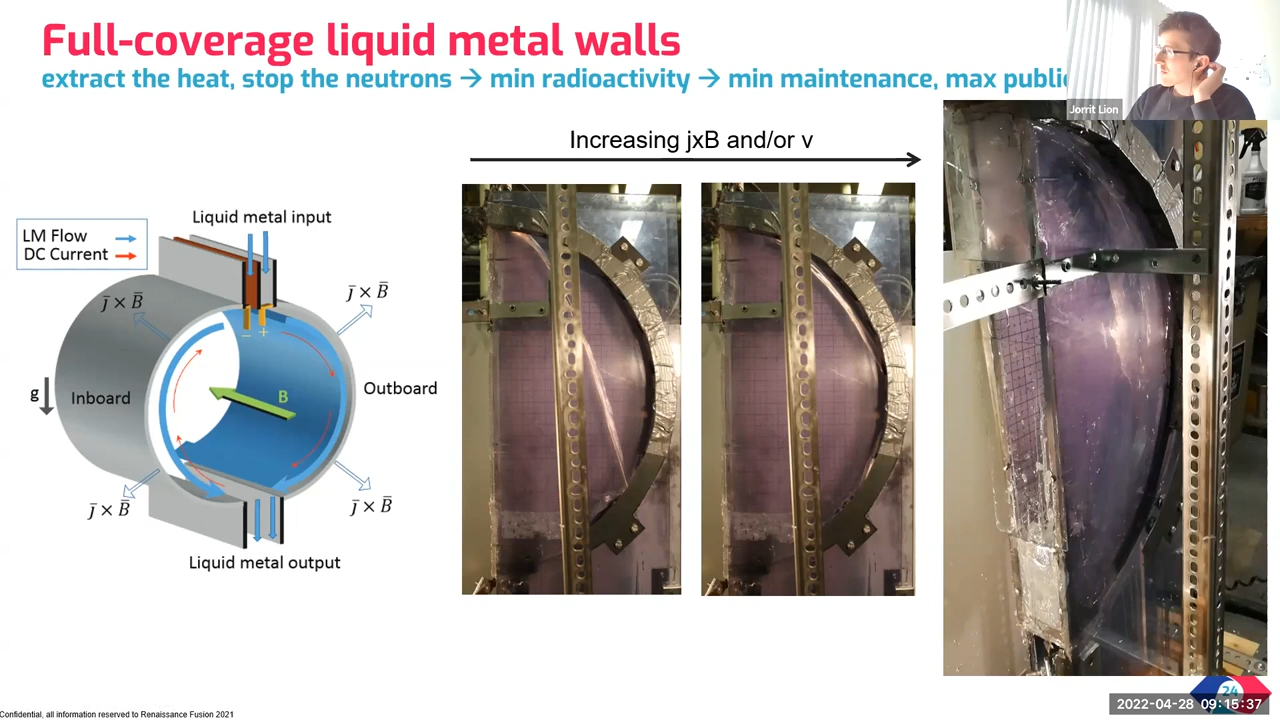 Full-coverage liquid metal walls
extract the heat, stop the neutrons → min radioactivity → min maintenance, max public
Jorrit Lion
Increasing jxB and/or v
Liquid metal input
LM Flow
DC Current
j̄ × B̄
j̄ × B̄
− +
g
Inboard
B
Outboard
j̄ × B̄
j̄ × B̄
Liquid metal output
24
2022-04-28 09:15:37
Confidential, all information reserved to Renaissance Fusion 2021